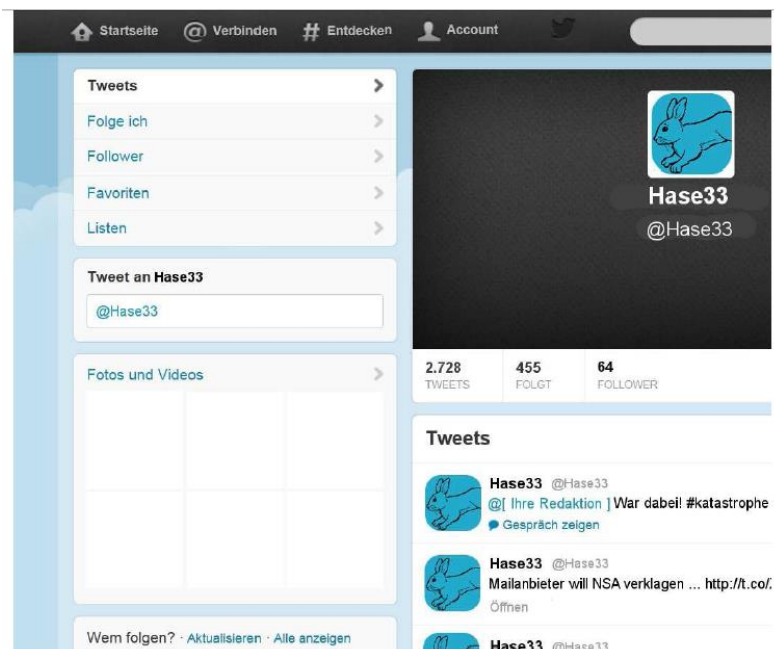 Startseite @ Verbinden # Entdecken Account
Tweets
Folge ich
Follower
Favoriten
Listen
Tweet an Hase33
@Hase33
Fotos und Videos
Wem folgen? · Aktualisieren · Alle anzeigen
Hase33
@Hase33
2.728 455 64
TWEETS FOLGT FOLLOWER
Tweets
Hase33 @Hase33
@[ Ihre Redaktion ] War dabei! #katastrophe
Gespräch zeigen
Hase33 @Hase33
Mailanbieter will NSA verklagen ... http://t.co/
Öffnen
Hase33 @Hase33